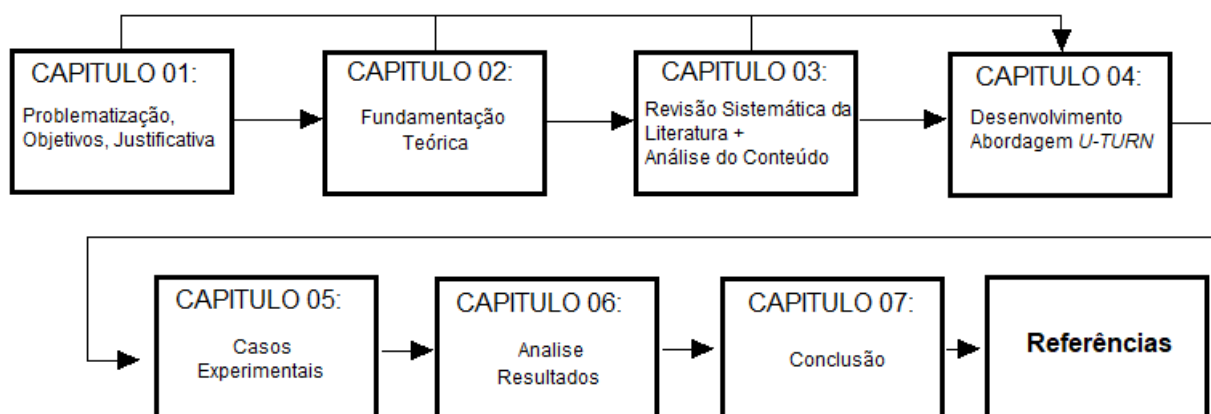 CAPITULO 01:
Problematização,
Objetivos, Justificativa
CAPITULO 02:
Fundamentação
Teórica
CAPITULO 03:
Revisão Sistemática da
Literatura +
Análise do Conteúdo
CAPITULO 04:
Desenvolvimento
Abordagem U-TURN
CAPITULO 05:
Casos
Experimentais
CAPITULO 06:
Analise
Resultados
CAPITULO 07:
Conclusão
Referências